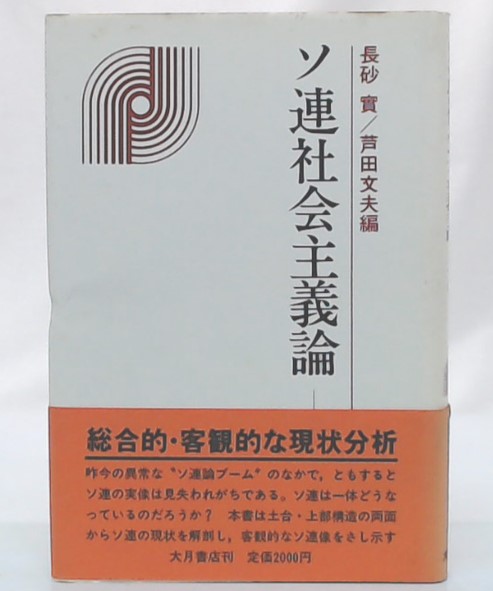 長砂 實／芦田文夫編
ソ連社会主義論
総合的・客観的な現状分析
昨今の異常な〝ソ連論ブーム〟のなかで，ともすると
ソ連の実像は見失われがちである。ソ連は一体どうな
っているのだろうか？ 本書は土台・上部構造の両面
からソ連の現状を解剖し，客観的なソ連像をさし示す
大月書店刊 定価2000円